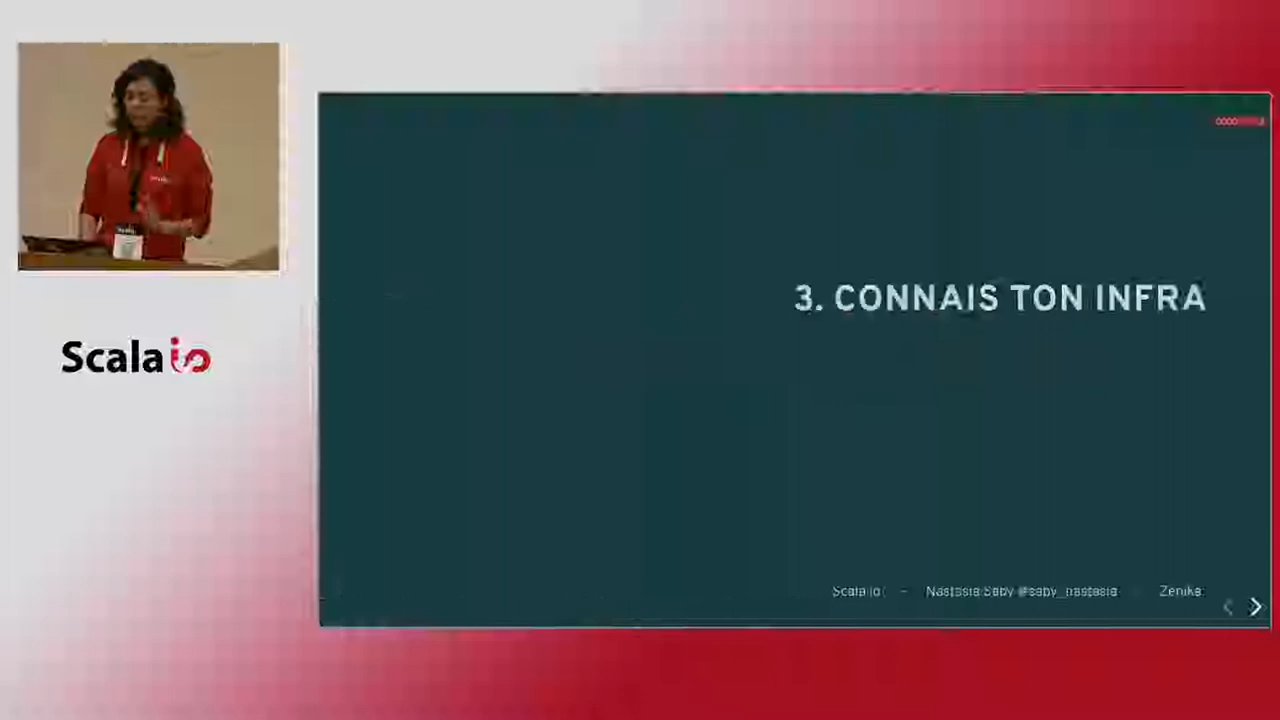 Scala io
3. CONNAIS TON INFRA
Scala.io – Nastasia Saby @saby_nastasia – Zenika